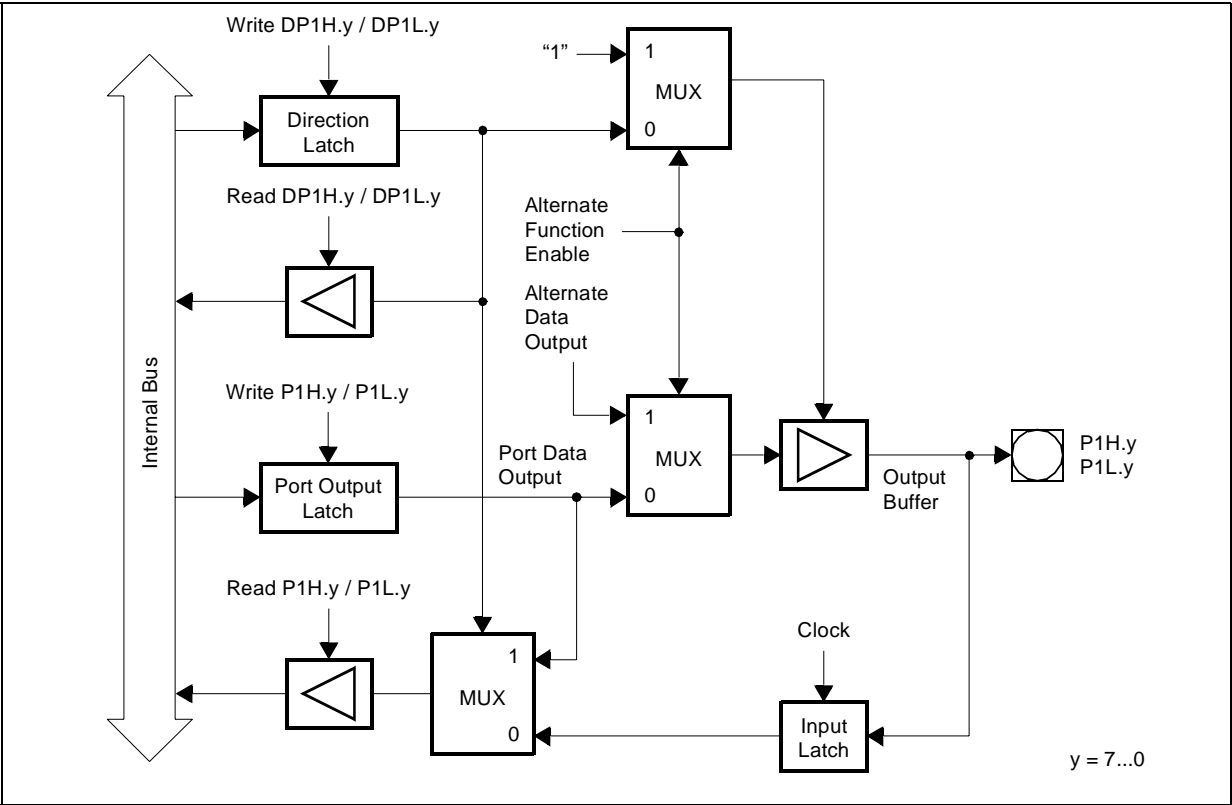 Write DP1H.y / DP1L.y
“1”
1
MUX
0
Direction
Latch
Read DP1H.y / DP1L.y
Alternate
Function
Enable
Alternate
Data
Output
Internal Bus
Write P1H.y / P1L.y
1
MUX
0
Port Data
Output
Port Output
Latch
Output
Buffer
P1H.y
P1L.y
Read P1H.y / P1L.y
1
MUX
0
Clock
Input
Latch
y = 7...0